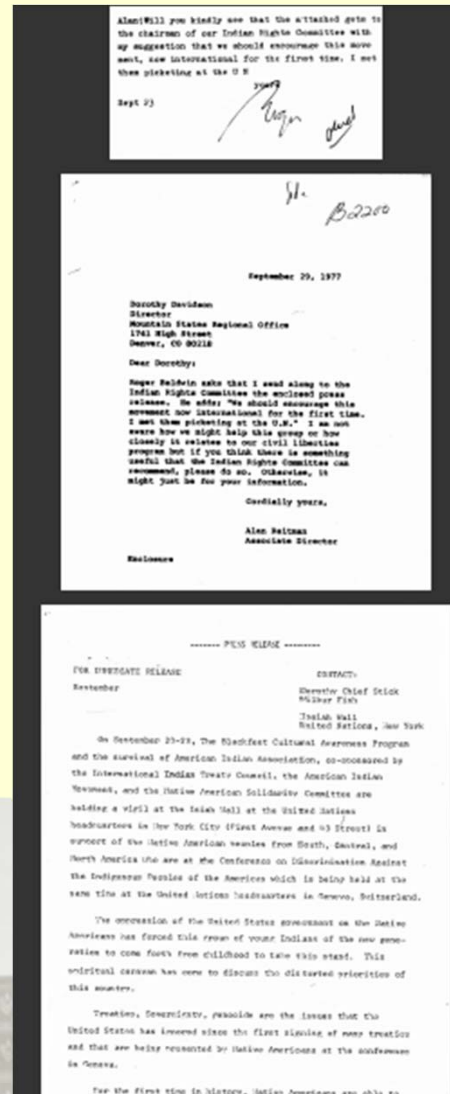 Alan:Will you kindly see that the attached gets to
the chairman of our Indian Rights Committee with
my suggestion that we should encourage this move
ment, now international for the first time. I met
them picketing at the U N
yours
Sept 23
Roger
B2200
September 29, 1977
Dorothy Davidson
Director
Mountain States Regional Office
1741 High Street
Denver, CO 80218
Dear Dorothy:
Roger Baldwin asks that I send along to the
Indian Rights Committee the enclosed press
release. He adds: "We should encourage this
movement now international for the first time.
I met them picketing at the U.N." I am not
aware how we might help this group or how
closely it relates to our civil liberties
program but if you think there is something
useful that the Indian Rights Committee can
recommend, please do so. Otherwise, it
might just be for your information.
Cordially yours,
Alan Reitman
Associate Director
Enclosure
------- PRESS RELEASE ---------
FOR IMMEDIATE RELEASE
CONTACT:
September
Dorothy Chief Stick
Wilbur Fish
Isaiah Wall
United Nations, New York
On September 23-29, The Blackfeet Cultural Awareness Program
and the survival of American Indian Association, co-sponsored by
the International Indian Treaty Council, the American Indian
Movement, and the Native American Solidarity Committee are
holding a vigil at the Wall at the United Nations
headquarters in New York City (First Avenue and 43 Street) in
support of the Native American peoples from South, Central, and
North America who are at the Conference on Discrimination Against
the Indigenous Peoples of the Americas which is being held at the
same time at the United Nations headquarters in Geneva, Switzerland.
The oppression of the United States government on the Native
Americans has forced this group of young Indians of the new gene-
ration to come forth from childhood to take this stand. This
spiritual caravan has come to discuss the distorted priorities of
this country.
Treaties, genocide are the issues that the
United States has ignored since the first signing of many treaties
and that are being presented by Native Americans at the conference
in Geneva.
For the first time in history, Native Americans are able to